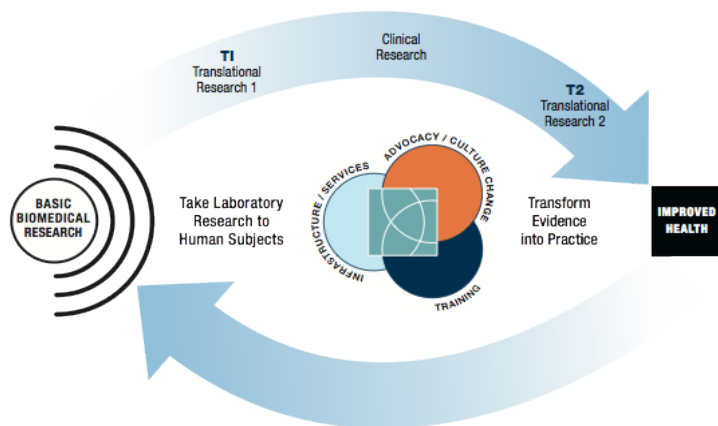 T1
Translational
Research 1
Clinical
Research
T2
Translational
Research 2
BASIC
BIOMEDICAL
RESEARCH
Take Laboratory
Research to
Human Subjects
INFRASTRUCTURE / SERVICES
ADVOCACY / CULTURE CHANGE
TRAINING
Transform
Evidence
into Practice
IMPROVED
HEALTH